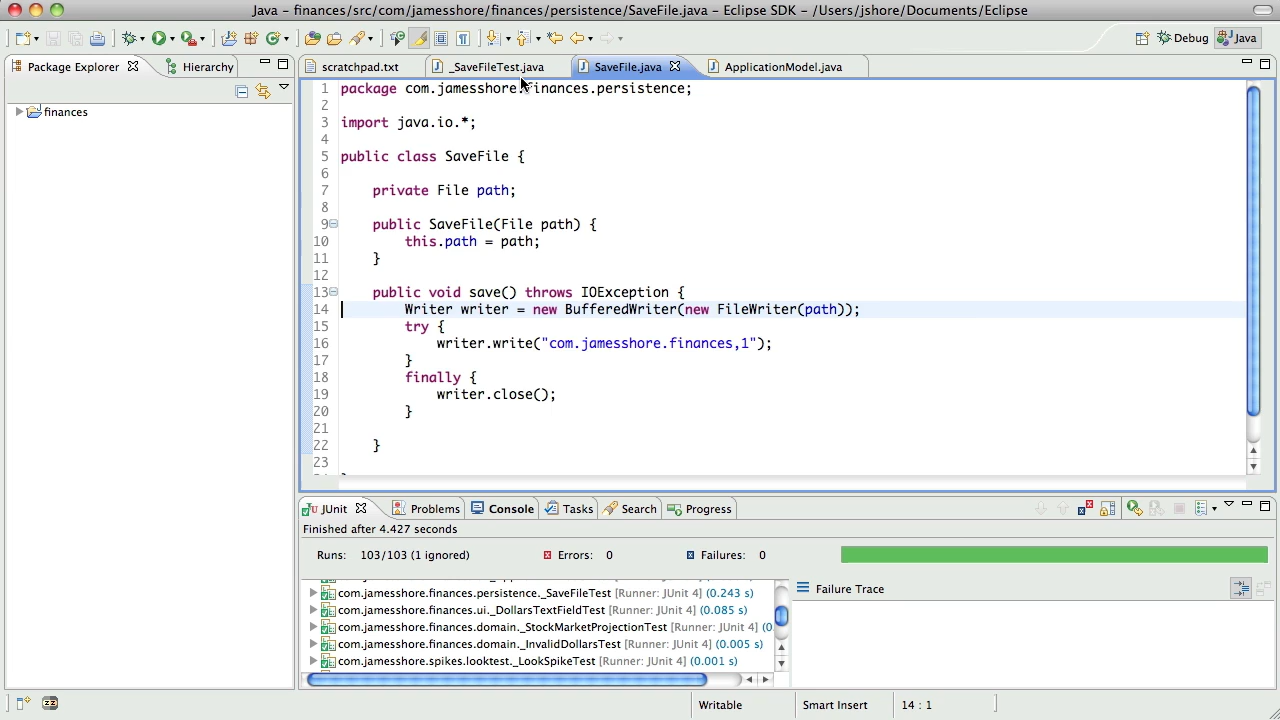 Java - finances/src/com/jamesshore/finances/persistence/SaveFile.java - Eclipse SDK - /Users/jshore/Documents/Eclipse
Debug
Java
Package Explorer
Hierarchy
scratchpad.txt
_SaveFileTest.java
SaveFile.java
ApplicationModel.java
finances
1 package com.jamesshore.finances.persistence;
2
3 import java.io.*;
4
5 public class SaveFile {
6
7 private File path;
8
9 public SaveFile(File path) {
10 this.path = path;
11 }
12
13 public void save() throws IOException {
14 Writer writer = new BufferedWriter(new FileWriter(path));
15 try {
16 writer.write("com.jamesshore.finances,1");
17 }
18 finally {
19 writer.close();
20 }
21
22 }
23
JUnit
Problems
Console
Tasks
Search
Progress
Finished after 4.427 seconds
Runs: 103/103 (1 ignored)
Errors: 0
Failures: 0
com.jamesshore.finances.persistence._SaveFileTest [Runner: JUnit 4] (0.243 s)
com.jamesshore.finances.ui._DollarsTextFieldTest [Runner: JUnit 4] (0.085 s)
com.jamesshore.finances.domain._StockMarketProjectionTest [Runner: JUnit 4] (0
com.jamesshore.finances.domain._InvalidDollarsTest [Runner: JUnit 4] (0.005 s)
com.jamesshore.spikes.looktest._LookSpikeTest [Runner: JUnit 4] (0.001 s)
Failure Trace
Writable
Smart Insert
14 : 1